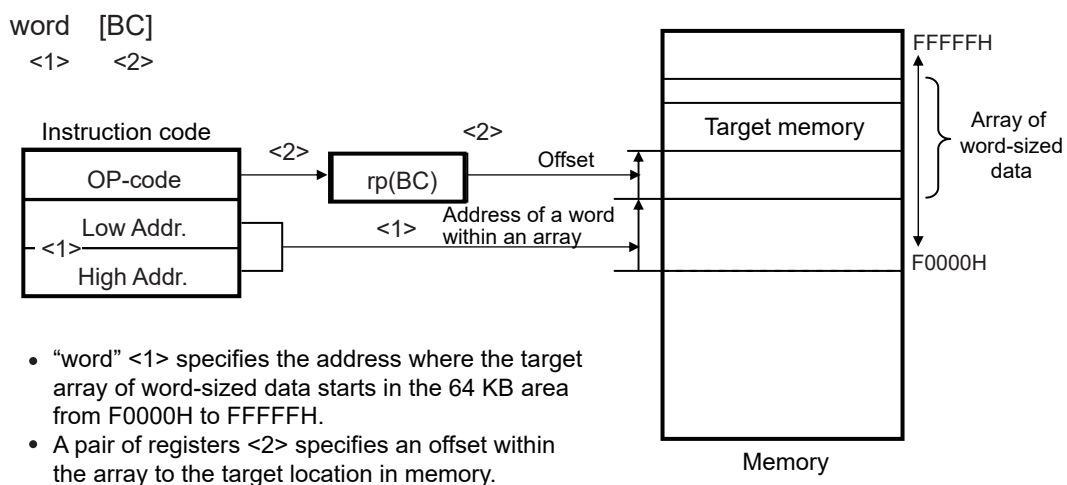 word [BC]
<1> <2>
FFFFFH
Instruction code
<2>
<2>
OP-code
rp(BC)
Offset
Target memory
Array of
word-sized
data
Low Addr.
<1>
High Addr.
<1>
Address of a word
within an array
F0000H
• “word” <1> specifies the address where the target
array of word-sized data starts in the 64 KB area
from F0000H to FFFFFH.
• A pair of registers <2> specifies an offset within
the array to the target location in memory.
Memory